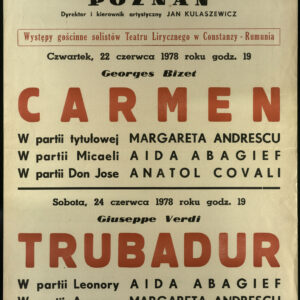 POZNAŃ
Dyrektor i kierownik artystyczny JAN KULASZEWICZ
Występy gościnne solistów Teatru Lirycznego w Constanzy - Rumunia
Czwartek, 22 czerwca 1978 roku godz. 19
Georges Bizet
CARMEN
W partii tytułowej MARGARETA ANDRESCU
W partii Micaeli AIDA ABAGIEF
W partii Don Jose ANATOL COVALI
Sobota, 24 czerwca 1978 roku godz. 19
Giuseppe Verdi
TRUBADUR
W partii Leonory AIDA ABAGIEF
MARGARETA ANDRESCU